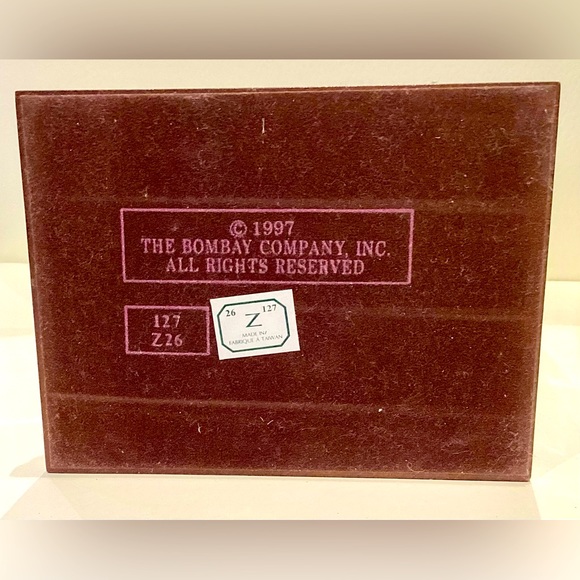 © 1997
THE BOMBAY COMPANY, INC.
ALL RIGHTS RESERVED
127
Z26
26 Z 127
MADE IN/
FABRIQUÉ À TAIWAN